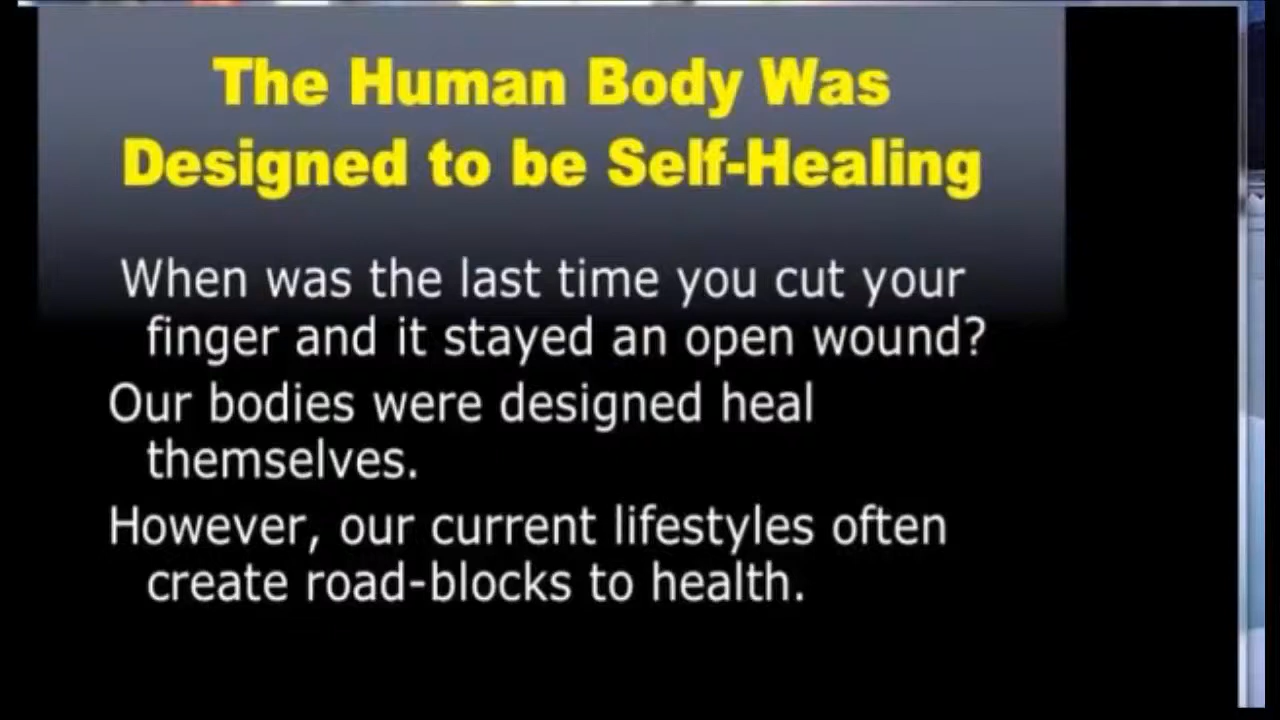 The Human Body Was
Designed to be Self-Healing
When was the last time you cut your
finger and it stayed an open wound?
Our bodies were designed heal
themselves.
However, our current lifestyles often
create road-blocks to health.